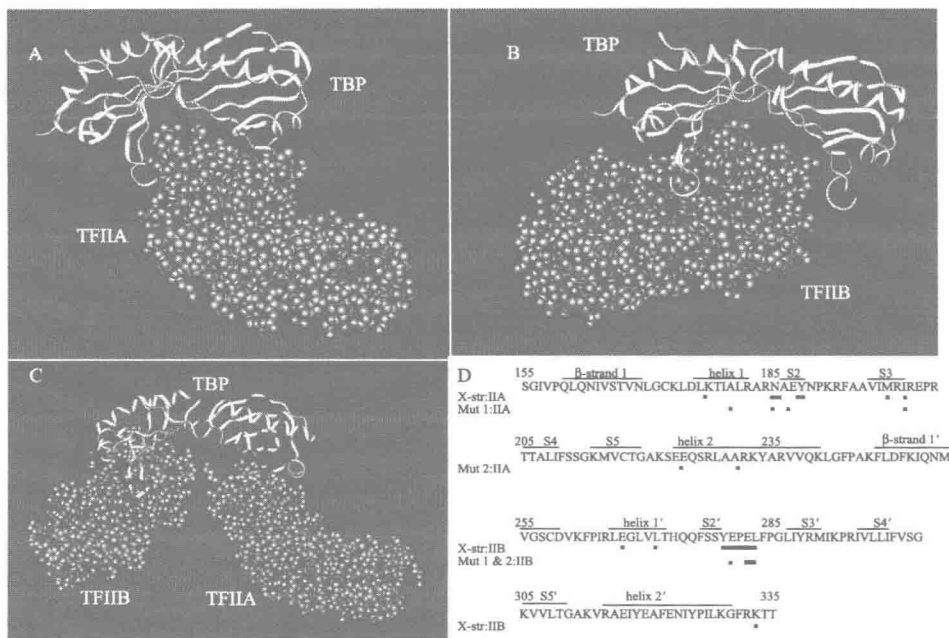 A
TBP
TFIIA
B
TBP
TFIIB
C
TBP
TFIIB
TFIIA
D
155 β-strand 1 helix 1 185 S2 S3
SGIVPQLQNIVSTVNLGCKLDLKTIALRARNAEYNPKRFAAVIMRIREPR
X-str:IIA
Mut 1:IIA
205 S4 S5 helix 2 235 β-strand 1'
TTALIFSSGKMVCTGAKSEEQSRLAARKYARVVQKLGFPAKFLDFKIQNM
Mut 2:IIA
255 helix 1' S2' 285 S3' S4'
VGSCDVKFPIRLEGLVLTHQQFSSYEPELFPGLIYRMIKPRIVLLIFVSG
X-str:IIB
Mut 1 & 2:IIB
305 S5' helix 2' 335
KVVLTGAKVRAEIYEAFENIYPILKGFRKTT
X-str:IIB